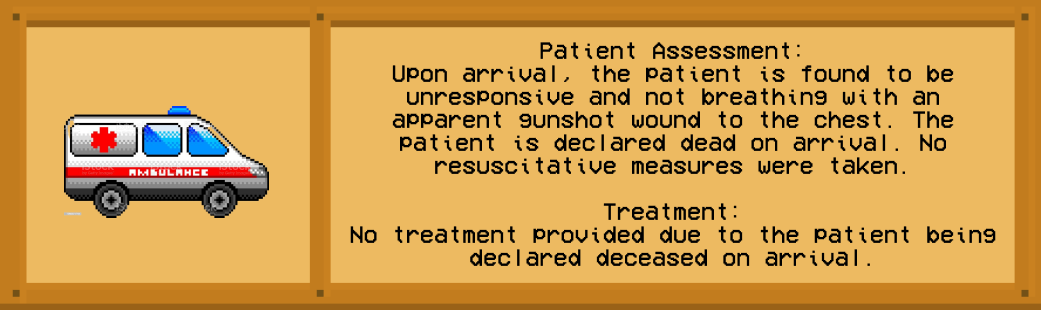 Patient Assessment:
Upon arrival, the patient is found to be
unresponsive and not breathing with an
apparent gunshot wound to the chest. The
patient is declared dead on arrival. No
resuscitative measures were taken.
Treatment:
No treatment provided due to the patient being
declared deceased on arrival.
AMBULANCE
iStock
iStock